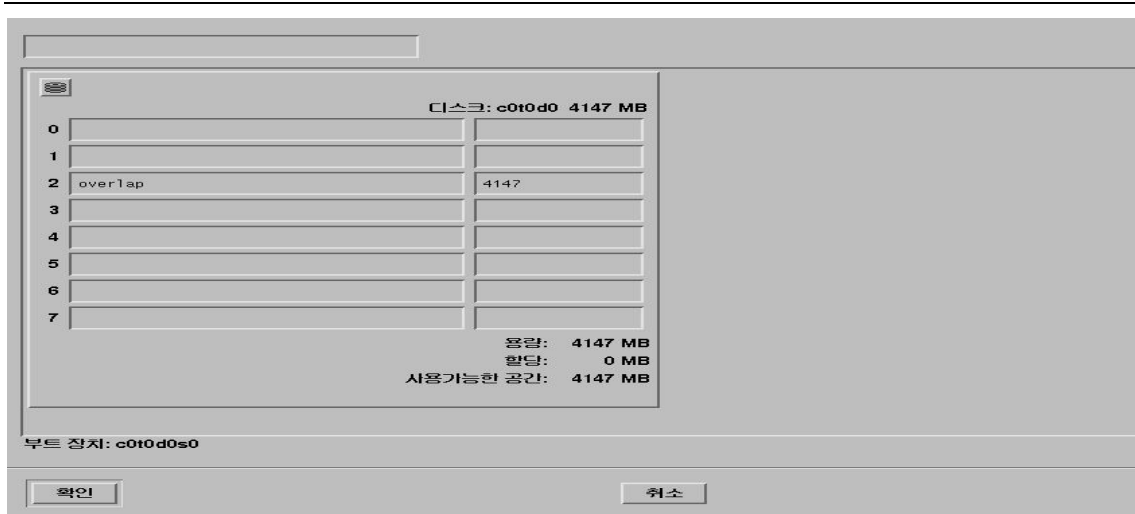 디스크: c0t0d0 4147 MB
0
1
2 overlap 4147
3
4
5
6
7
용량: 4147 MB
할당: 0 MB
사용가능한 공간: 4147 MB
부트 장치: c0t0d0s0
확인 취소